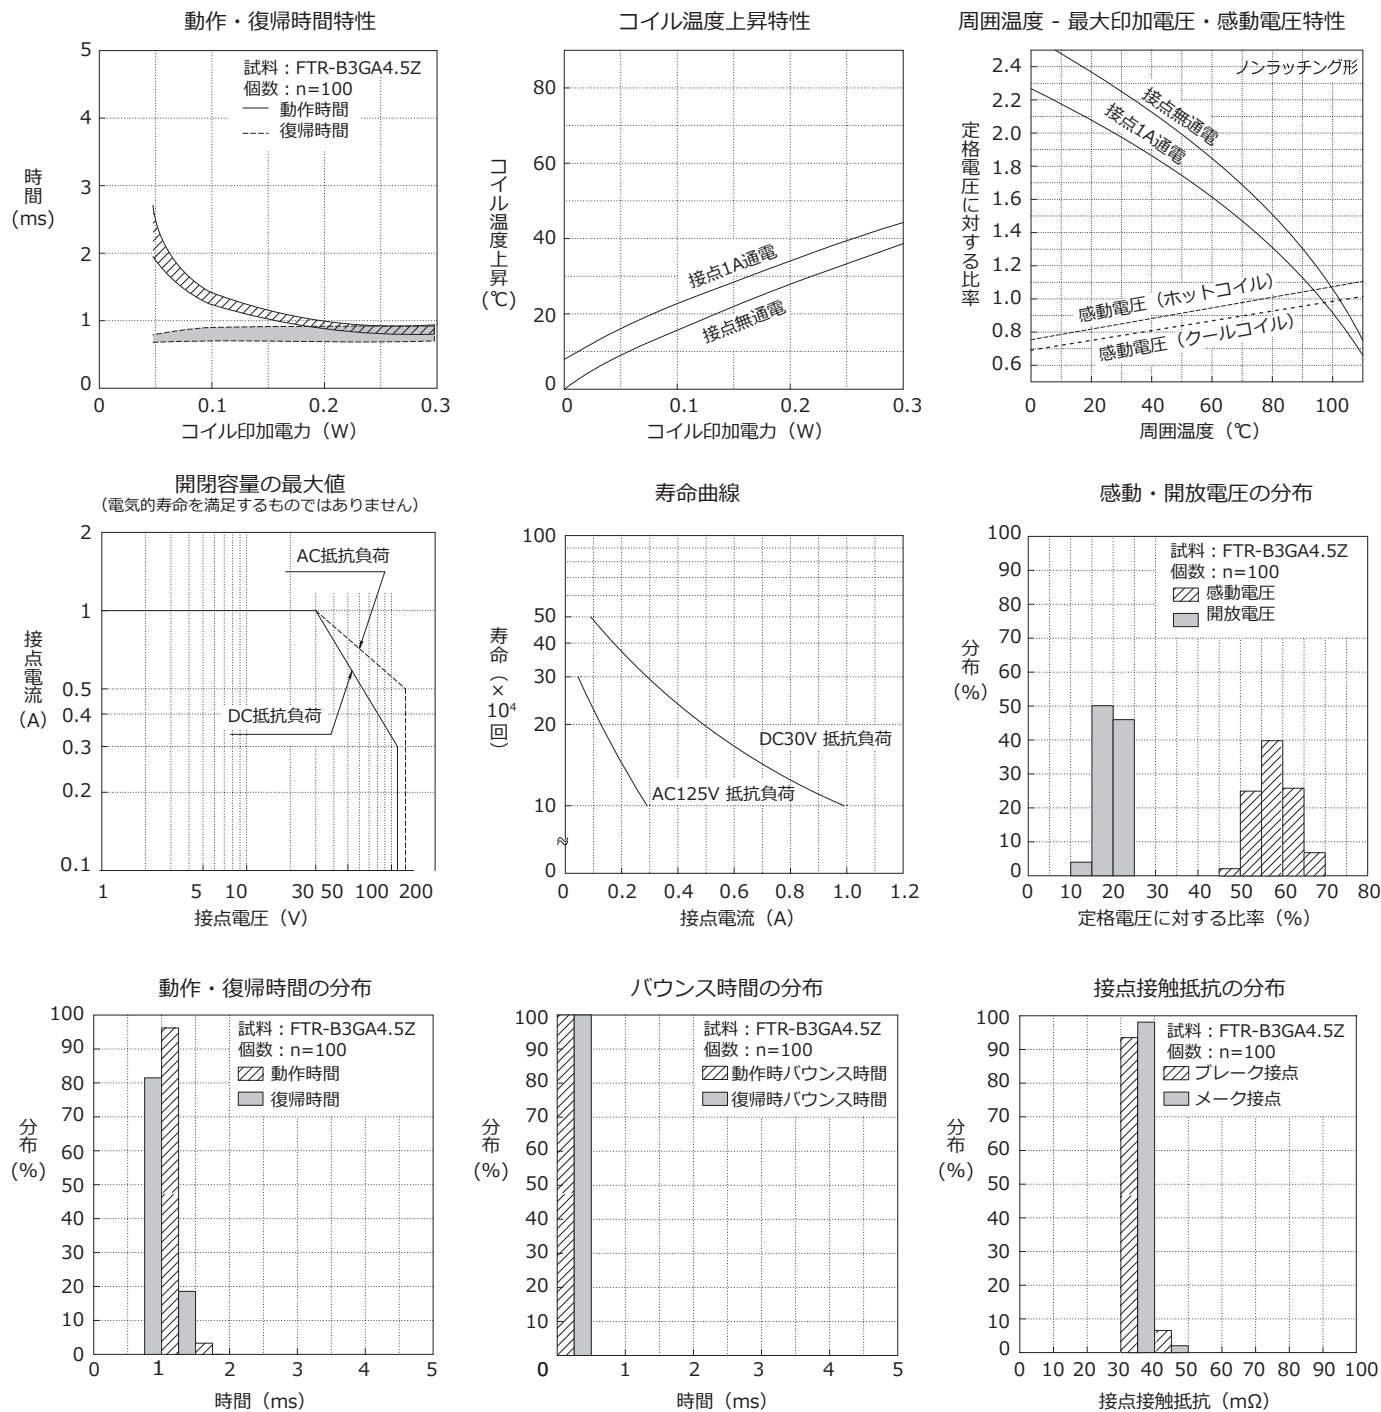 動作・復帰時間特性
5
4
3
2
1
0
時間
(ms)
試料：FTR-B3GA4.5Z
個数：n=100
動作時間
復帰時間
0 0.1 0.2 0.3
コイル印加電力（W）
コイル温度上昇特性
80
60
40
20
0
コイル温度上昇
(℃)
接点1A通電
接点無通電
0 0.1 0.2 0.3
コイル印加電力（W）
周囲温度 - 最大印加電圧・感動電圧特性
2.4
2.2
2.0
1.8
1.6
1.4
1.2
1.0
0.8
0.6
定格電圧に対する比率
ノンラッチング形
接点無通電
接点1A通電
感動電圧（ホットコイル）
感動電圧（クールコイル）
0 20 40 60 80 100
周囲温度（℃）
開閉容量の最大値
（電気的寿命を満足するものではありません）
2
1
0.5
0.4
0.3
0.2
0.1
接点電流
（A）
AC抵抗負荷
DC抵抗負荷
1 5 10 30 50 100 200
接点電圧（V）
寿命曲線
100
50
40
30
20
10
0
寿命（×10⁴回）
DC30V 抵抗負荷
AC125V 抵抗負荷
0 0.2 0.4 0.6 0.8 1.0 1.2
接点電流（A）
感動・開放電圧の分布
100
90
80
70
60
50
40
30
20
10
0
分布
(%)
試料：FTR-B3GA4.5Z
個数：n=100
感動電圧
開放電圧
0 10 20 30 40 50 60 70 80
定格電圧に対する比率（%）
動作・復帰時間の分布
100
90
80
70
60
50
40
30
20
10
0
分布
(%)
試料：FTR-B3GA4.5Z
個数：n=100
動作時間
復帰時間
0 1 2 3 4 5
時間（ms）
バウンス時間の分布
100
90
80
70
60
50
40
30
20
10
0
分布
(%)
試料：FTR-B3GA4.5Z
個数：n=100
動作時バウンス時間
復帰時バウンス時間
0 1 2 3 4 5
時間（ms）
接点接触抵抗の分布
100
90
80
70
60
50
40
30
20
10
0
分布
(%)
試料：FTR-B3GA4.5Z
個数：n=100
ブレーク接点
メーク接点
0 10 20 30 40 50 60 70 80 90 100
接点接触抵抗（mΩ）